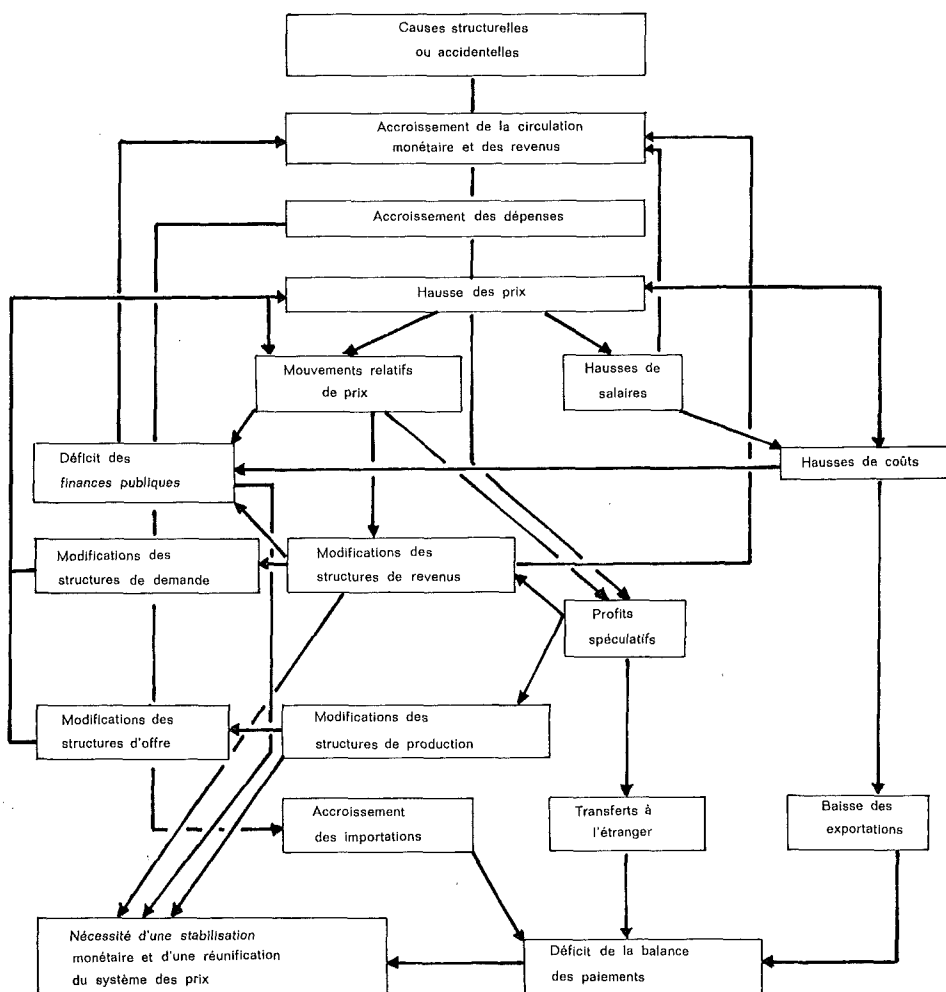 Causes structurelles
ou accidentelles
Accroissement de la circulation
monétaire et des revenus
Accroissement des dépenses
Hausse des prix
Mouvements relatifs
de prix
Hausses de
salaires
Déficit des
finances publiques
Hausses de coûts
Modifications des
structures de demande
Modifications des
structures de revenus
Profits
spéculatifs
Modifications des
structures d'offre
Modifications des
structures de production
Accroissement
des importations
Transferts à
l'étranger
Baisse des
exportations
Nécessité d'une stabilisation
monétaire et d'une réunification
du système des prix
Déficit de la balance
des paiements